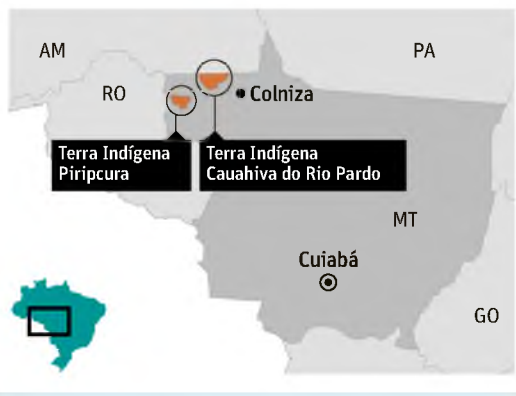 AM
PA
RO
Colniza
Terra Indígena
Piripcura
Terra Indígena
Cauahiva do Rio Pardo
MT
Cuiabá
GO